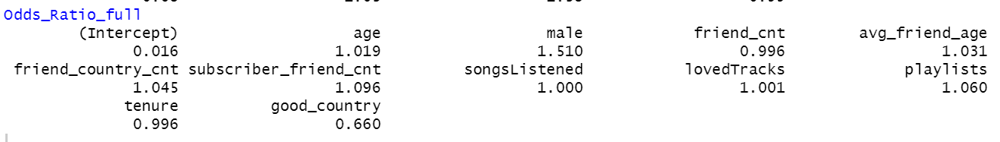 Odds_Ratio_full
(Intercept) age male friend_cnt avg_friend_age
0.016 1.019 1.510 0.996 1.031
friend_country_cnt subscriber_friend_cnt songsListened lovedTracks playlists
1.045 1.096 1.000 1.001 1.060
tenure good_country
0.996 0.660